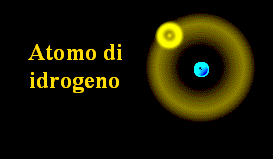 Atomo di
idrogeno